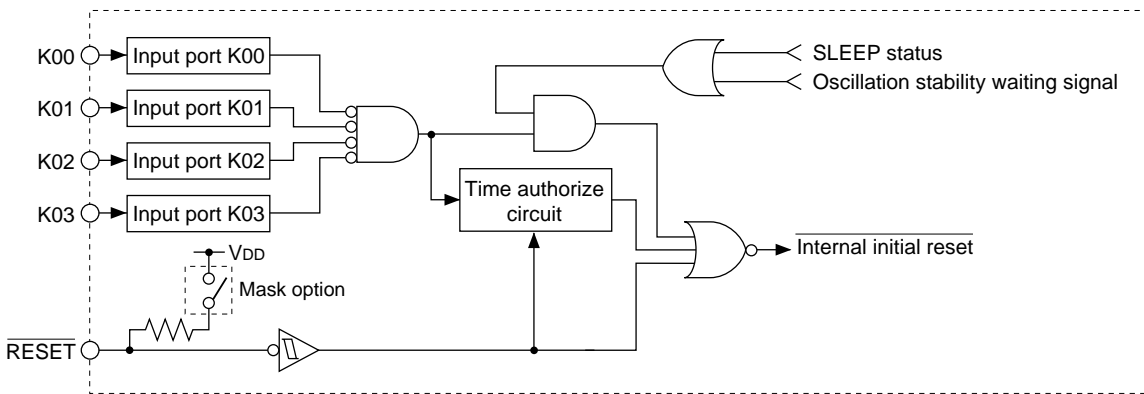 K00
Input port K00
SLEEP status
Oscillation stability waiting signal
K01
Input port K01
K02
Input port K02
Time authorize
circuit
K03
Input port K03
Internal initial reset
VDD
Mask option
RESET